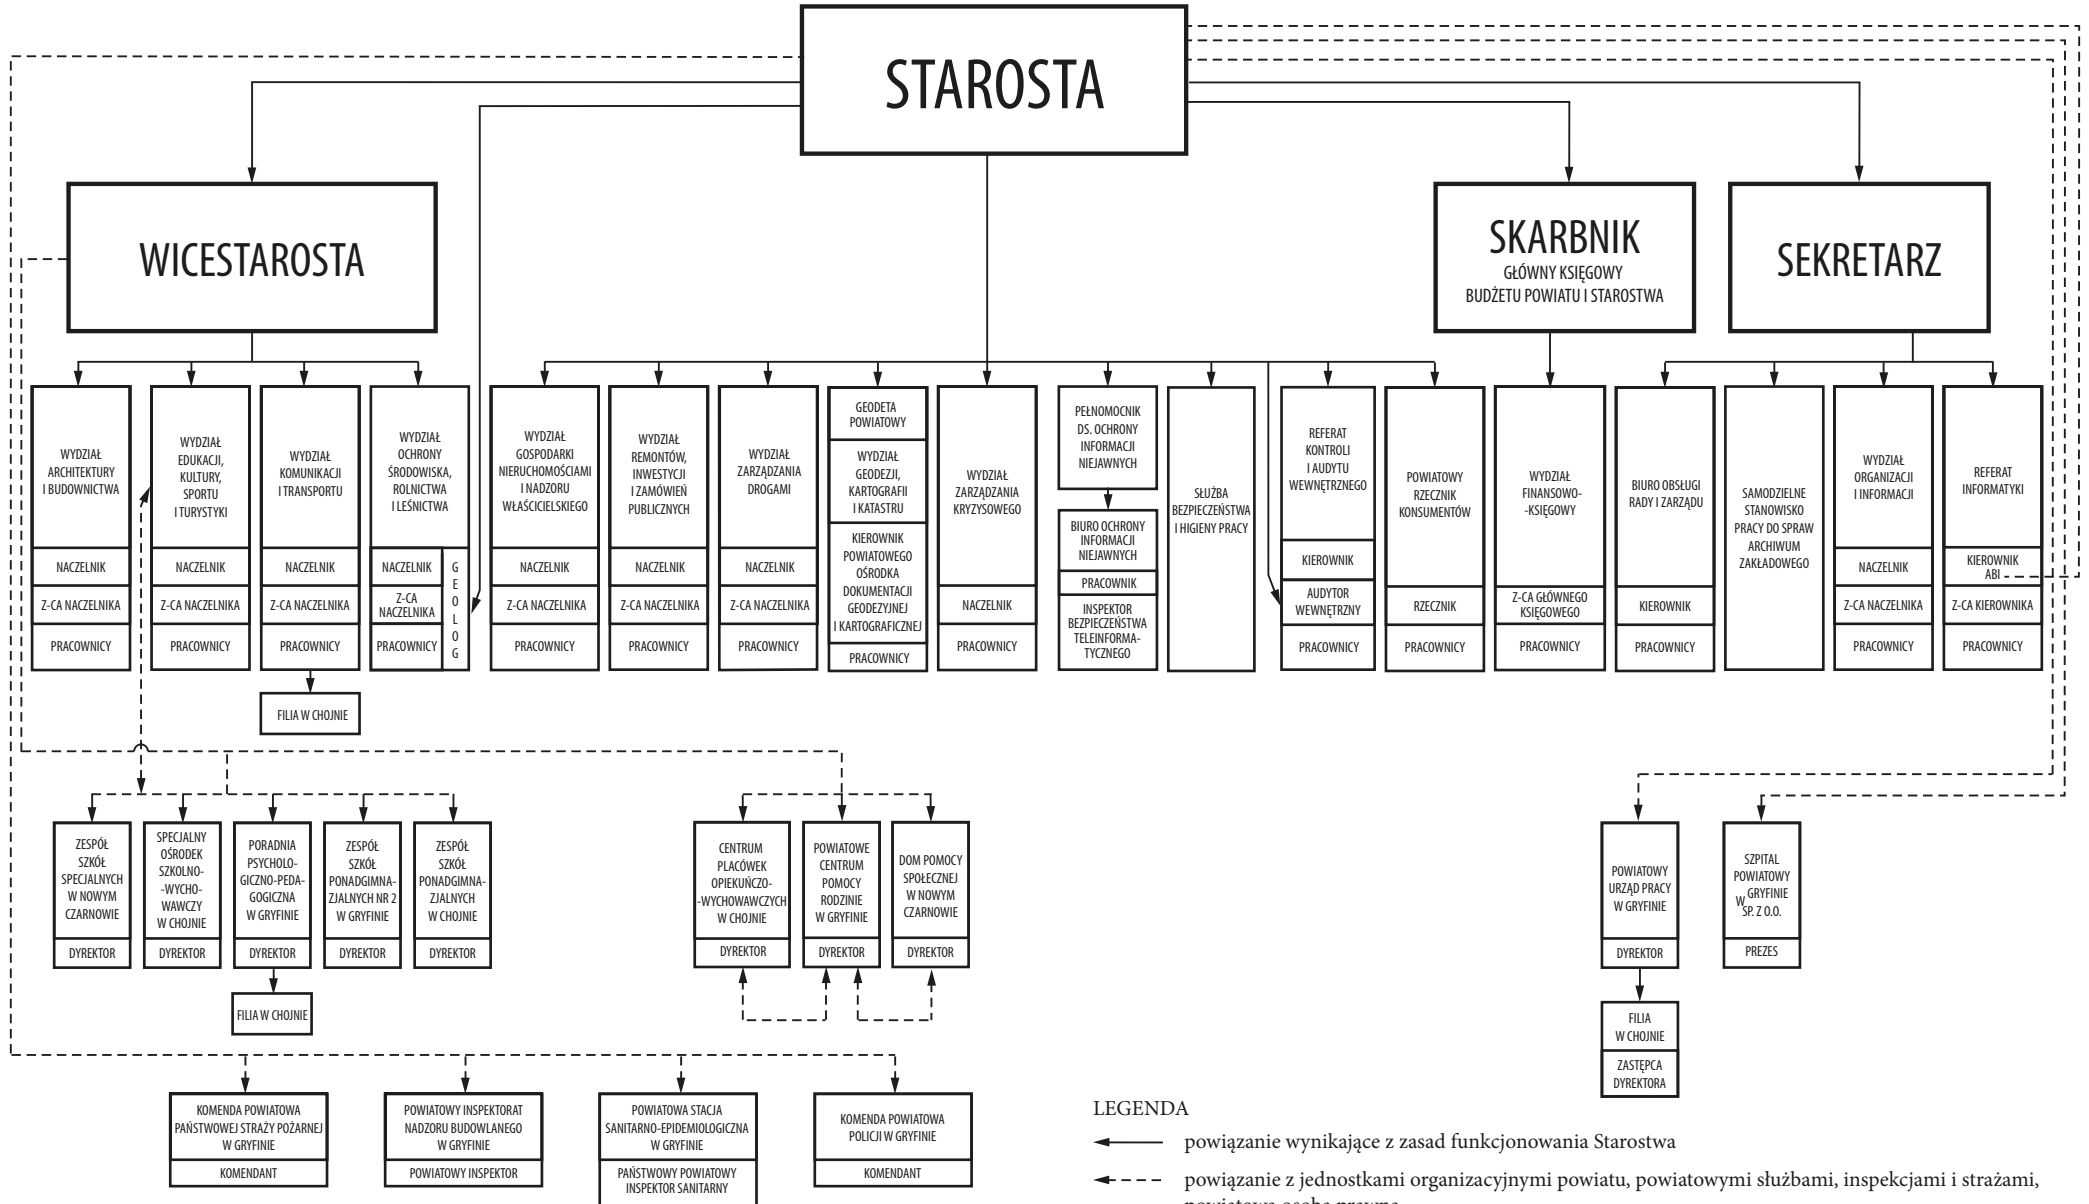 STAROSTA
WICESTAROSTA
SKARBNIK
GŁÓWNY KSIĘGOWY
BUDŻETU POWIATU I STAROSTWA
SEKRETARZ
WYDZIAŁ
ARCHITEKTURY
I BUDOWNICTWA
NACZELNIK
Z-CA NACZELNIKA
PRACOWNICY
WYDZIAŁ
EDUKACJI,
KULTURY,
SPORTU
I TURYSTYKI
NACZELNIK
Z-CA NACZELNIKA
PRACOWNICY
WYDZIAŁ
KOMUNIKACJI
I TRANSPORTU
NACZELNIK
Z-CA NACZELNIKA
PRACOWNICY
FILIA W CHOJNIE
WYDZIAŁ
OCHRONY
ŚRODOWISKA,
ROLNICTWA
I LEŚNICTWA
NACZELNIK
Z-CA
NACZELNIKA
PRACOWNICY
G
E
O
L
O
G
WYDZIAŁ
GOSPODARKI
NIERUCHOMOŚCIAMI
I NADZORU
WŁAŚCICIELSKIEGO
NACZELNIK
Z-CA NACZELNIKA
PRACOWNICY
WYDZIAŁ
REMONTÓW,
INWESTYCJI
I ZAMÓWIEŃ
PUBLICZNYCH
NACZELNIK
Z-CA NACZELNIKA
PRACOWNICY
WYDZIAŁ
ZARZĄDZANIA
DROGAMI
NACZELNIK
Z-CA NACZELNIKA
PRACOWNICY
GEODETA
POWIATOWY
WYDZIAŁ
GEODEZJI,
KARTOGRAFII
I KATASTRU
KIEROWNIK
POWIATOWEGO
OŚRODKA
DOKUMENTACJI
GEODEZYJNEJ
I KARTOGRAFICZNEJ
PRACOWNICY
WYDZIAŁ
ZARZĄDZANIA
KRYZYSOWEGO
NACZELNIK
PRACOWNICY
PEŁNOMOCNIK
DS. OCHRONY
INFORMACJI
NIEJAWNYCH
BIURO OCHRONY
INFORMACJI
NIEJAWNYCH
PRACOWNIK
INSPEKTOR
BEZPIECZEŃSTWA
TELEINFORMA-
TYCZNEGO
SŁUŻBA
BEZPIECZEŃSTWA
I HIGIENY PRACY
REFERAT
KONTROLI
I AUDYTU
WEWNĘTRZNEGO
KIEROWNIK
AUDYTOR
WEWNĘTRZNY
PRACOWNICY
POWIATOWY
RZECZNIK
KONSUMENTÓW
RZECZNIK
PRACOWNICY
WYDZIAŁ
FINANSOWO-
-KSIĘGOWY
Z-CA GŁÓWNEGO
KSIĘGOWEGO
PRACOWNICY
BIURO OBSŁUGI
RADY I ZARZĄDU
KIEROWNIK
PRACOWNICY
SAMODZIELNE
STANOWISKO
PRACY DO SPRAW
ARCHIWUM
ZAKŁADOWEGO
WYDZIAŁ
ORGANIZACJI
I INFORMACJI
NACZELNIK
Z-CA NACZELNIKA
PRACOWNICY
REFERAT
INFORMATYKI
KIEROWNIK
ABI
Z-CA KIEROWNIKA
PRACOWNICY
ZESPÓŁ
SZKÓŁ
SPECJALNYCH
W NOWYM
CZARNOWIE
DYREKTOR
SPECJALNY
OŚRODEK
SZKOLNO-
-WYCHO-
WAWCZY
W CHOJNIE
DYREKTOR
PORADNIA
PSYCHOLO-
GICZNO-PEDA-
GOGICZNA
W GRYFINIE
DYREKTOR
FILIA W CHOJNIE
ZESPÓŁ
SZKÓŁ
PONADGIMNA-
ZJALNYCH NR 2
W GRYFINIE
DYREKTOR
ZESPÓŁ
SZKÓŁ
PONADGIMNA-
ZJALNYCH
W CHOJNIE
DYREKTOR
CENTRUM
PLACÓWEK
OPIEKUŃCZO-
-WYCHOWAWCZYCH
W CHOJNIE
DYREKTOR
POWIATOWE
CENTRUM
POMOCY
RODZINIE
W GRYFINIE
DYREKTOR
DOM POMOCY
SPOŁECZNEJ
W NOWYM
CZARNOWIE
DYREKTOR
POWIATOWY
URZĄD PRACY
W GRYFINIE
DYREKTOR
FILIA
W CHOJNIE
ZASTĘPCA
DYREKTORA
SZPITAL
POWIATOWY
W GRYFINIE
SP. Z O.O.
PREZES
KOMENDA POWIATOWA
PAŃSTWOWEJ STRAŻY POŻARNEJ
W GRYFINIE
KOMENDANT
POWIATOWY INSPEKTORAT
NADZORU BUDOWLANEGO
W GRYFINIE
POWIATOWY INSPEKTOR
POWIATOWA STACJA
SANITARNO-EPIDEMIOLOGICZNA
W GRYFINIE
PAŃSTWOWY POWIATOWY
INSPEKTOR SANITARNY
KOMENDA POWIATOWA
POLICJI W GRYFINIE
KOMENDANT
LEGENDA
powiązanie wynikające z zasad funkcjonowania Starostwa
powiązanie z jednostkami organizacyjnymi powiatu, powiatowymi służbami, inspekcjami i strażami,